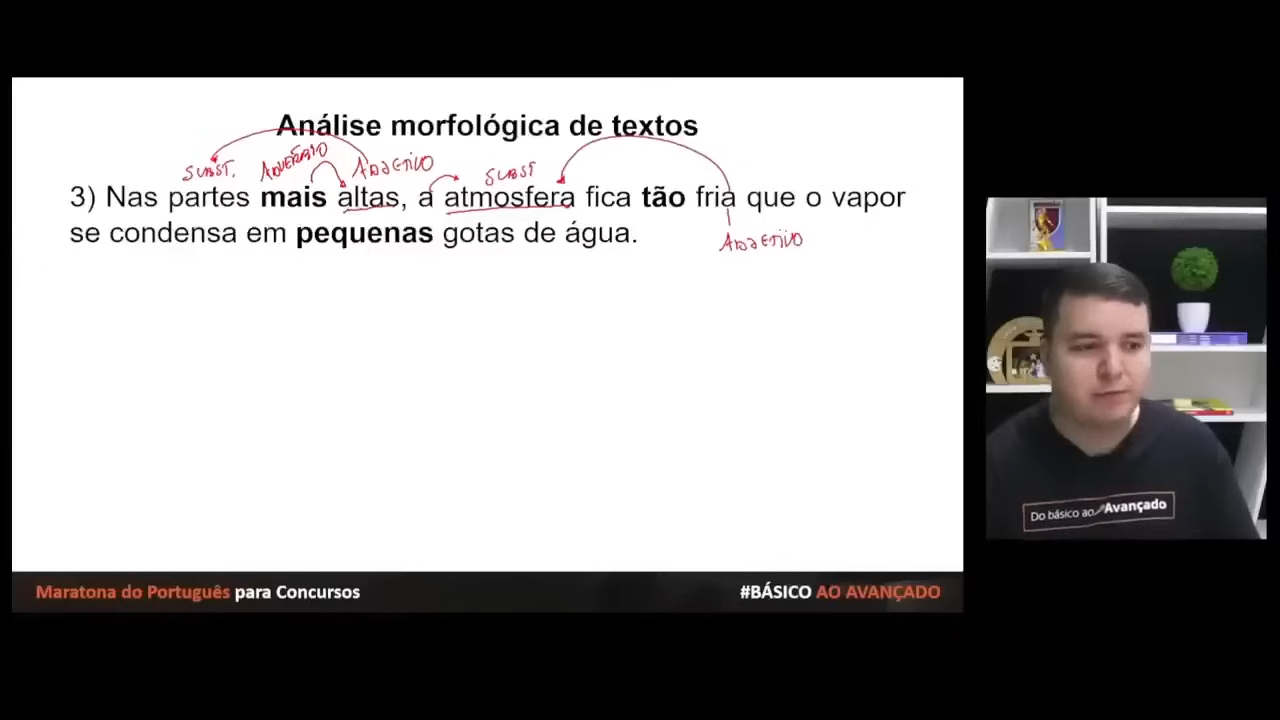 Análise morfológica de textos
SUBST. ADVÉRBIO ADJETIVO SUBST
3) Nas partes mais altas, a atmosfera fica tão fria que o vapor
se condensa em pequenas gotas de água.
ADJETIVO
Do básico ao Avançado
Maratona do Português para Concursos
#BÁSICO AO AVANÇADO